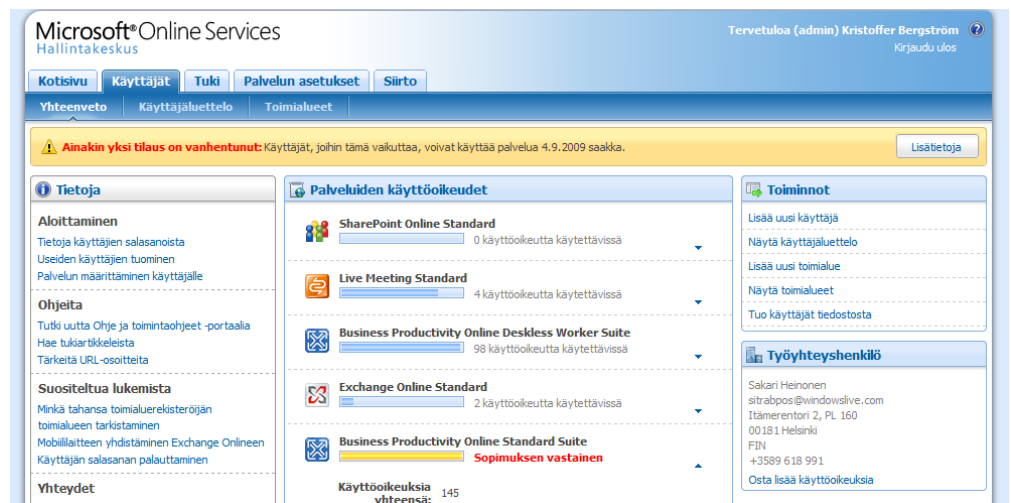 Microsoft® Online Services
Hallintakeskus
Tervetuloa (admin) Kristoffer Bergström
Kirjaudu ulos
Kotisivu Käyttäjät Tuki Palvelun asetukset Siirto
Yhteenveto Käyttäjäluettelo Toimialueet
Ainakin yksi tilaus on vanhentunut: Käyttäjät, joihin tämä vaikuttaa, voivat käyttää palvelua 4.9.2009 saakka.
Lisätietoja
Tietoja
Aloittaminen
Tietoja käyttäjien salasanoista
Useiden käyttäjien tuominen
Palvelun määrittäminen käyttäjälle
Ohjeita
Tutki uutta Ohje ja toimintaohjeet -portaalia
Hae tukiartikkeleista
Tärkeitä URL-osoitteita
Suositeltua lukemista
Minkä tahansa toimialuerekisteröijän
toimialueen tarkistaminen
Mobiililaitteen yhdistäminen Exchange Onlineen
Käyttäjän salasanan palauttaminen
Yhteydet
Palveluiden käyttöoikeudet
SharePoint Online Standard
0 käyttöoikeutta käytettävissä
Live Meeting Standard
4 käyttöoikeutta käytettävissä
Business Productivity Online Deskless Worker Suite
98 käyttöoikeutta käytettävissä
Exchange Online Standard
2 käyttöoikeutta käytettävissä
Business Productivity Online Standard Suite
Sopimuksen vastainen
Käyttöoikeuksia
yhteensä:
145
Toiminnot
Lisää uusi käyttäjä
Näytä käyttäjäluettelo
Lisää uusi toimialue
Näytä toimialueet
Tuo käyttäjät tiedostosta
Työyhteyshenkilö
Sakari Heinonen
sitrabpos@windowslive.com
Itämerentori 2, PL 160
00181 Helsinki
FIN
+3589 618 991
Osta lisää käyttöoikeuksia